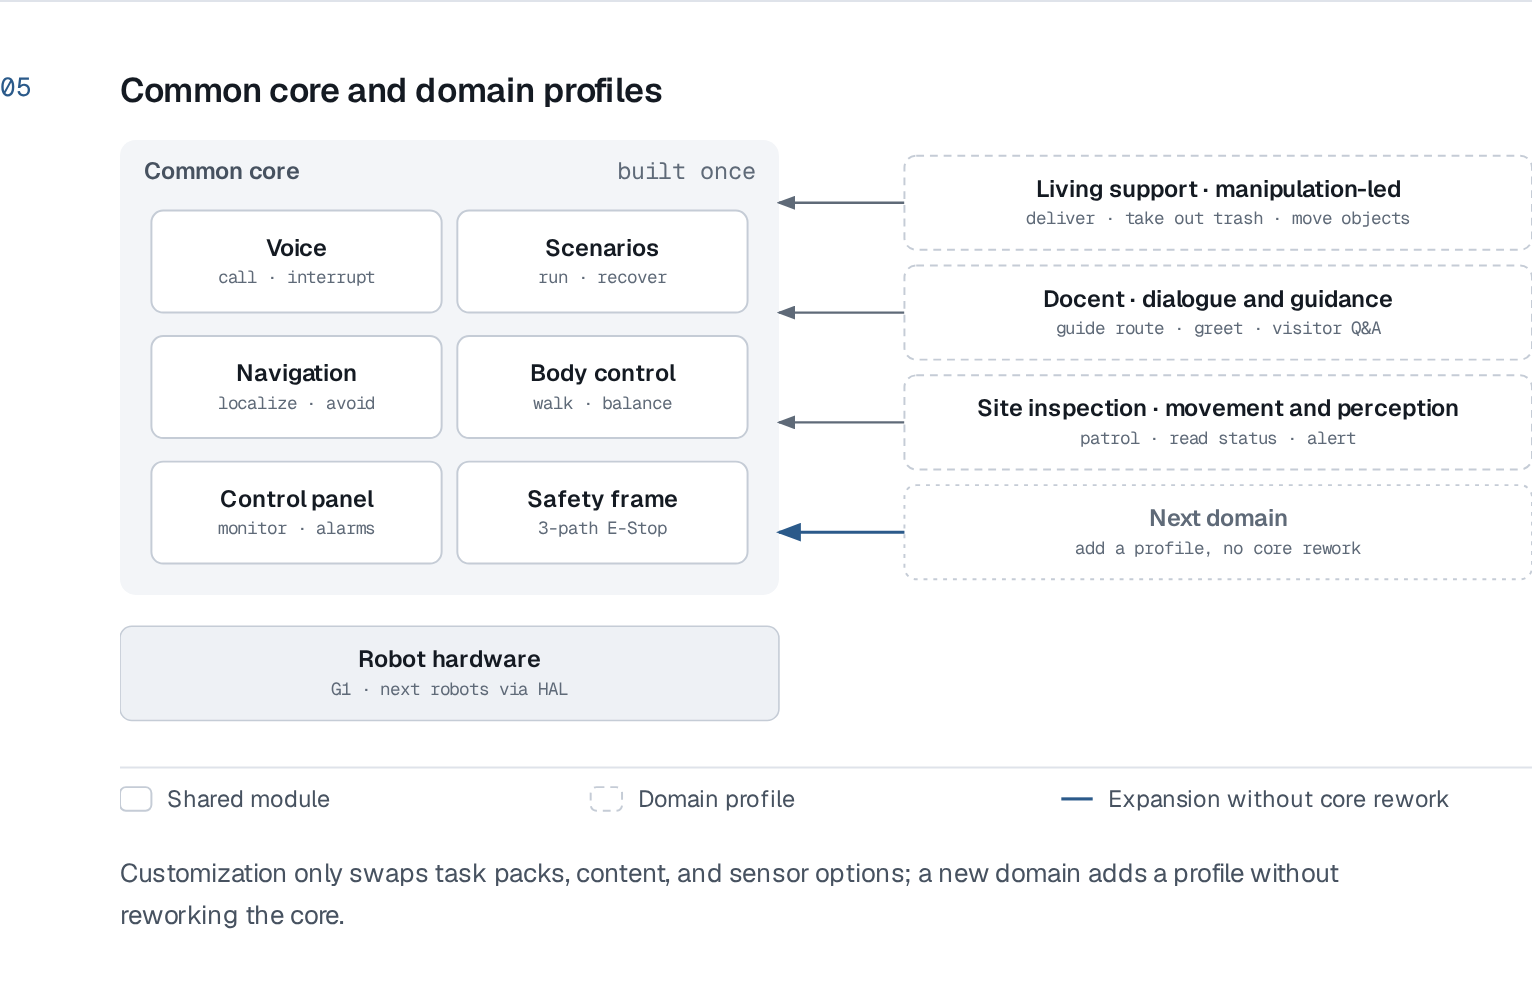 05
Common core and domain profiles
Common core
built once
Voice
call · interrupt
Scenarios
run · recover
Navigation
localize · avoid
Body control
walk · balance
Control panel
monitor · alarms
Safety frame
3-path E-Stop
Living support · manipulation-led
deliver · take out trash · move objects
Docent · dialogue and guidance
guide route · greet · visitor Q&A
Site inspection · movement and perception
patrol · read status · alert
Next domain
add a profile, no core rework
Robot hardware
G1 · next robots via HAL
Shared module
Domain profile
Expansion without core rework
Customization only swaps task packs, content, and sensor options; a new domain adds a profile without
reworking the core.